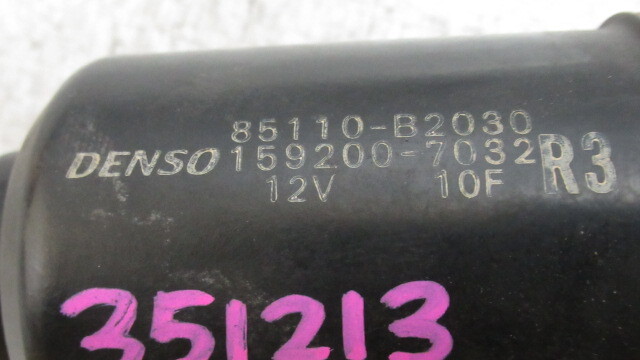 85110-B2030
DENSO 159200-7032 R3
12V 10F
351213